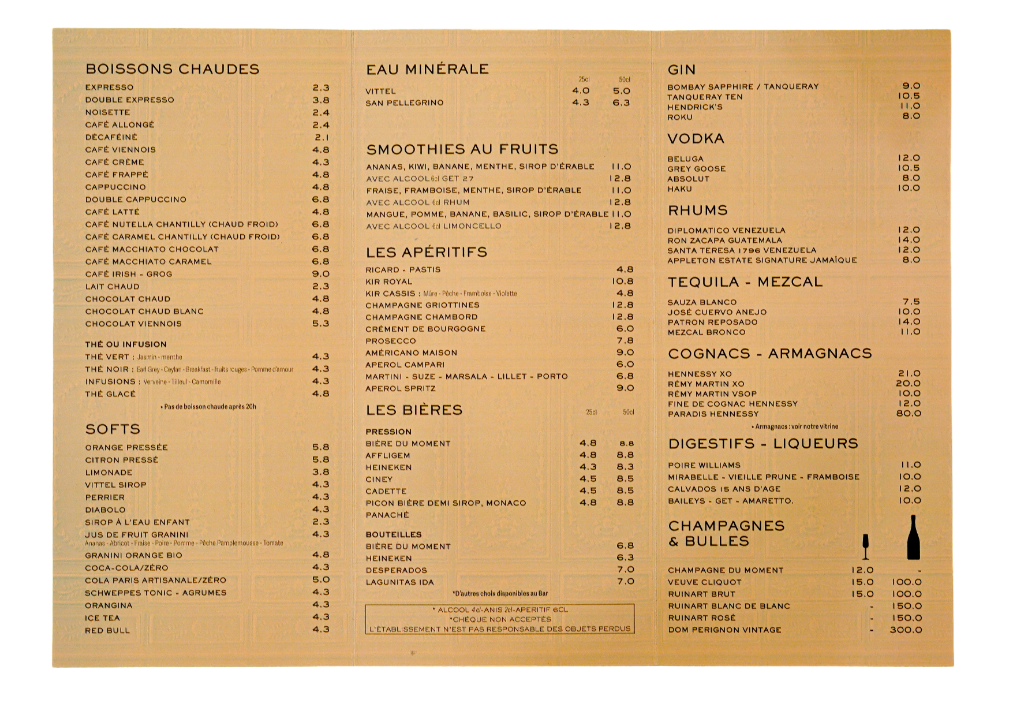 BOISSONS CHAUDES
EXPRESSO 2.3
DOUBLE EXPRESSO 3.8
NOISETTE 2.4
CAFÉ ALLONGÉ 2.4
DÉCAFÉINÉ 2.1
CAFÉ VIENNOIS 4.8
CAFÉ CRÈME 4.3
CAFÉ FRAPPÉ 4.8
CAPPUCCINO 4.8
DOUBLE CAPPUCCINO 6.8
CAFÉ LATTÉ 4.8
CAFÉ NUTELLA CHANTILLY (CHAUD FROID) 6.8
CAFÉ CARAMEL CHANTILLY (CHAUD FROID) 6.8
CAFÉ MACCHIATO CHOCOLAT 6.8
CAFÉ MACCHIATO CARAMEL 6.8
CAFÉ IRISH - GROG 9.0
LAIT CHAUD 2.3
CHOCOLAT CHAUD 4.8
CHOCOLAT CHAUD BLANC 4.8
CHOCOLAT VIENNOIS 5.3
THÉ OU INFUSION
THÉ VERT : Jasmin - menthe 4.3
THÉ NOIR : Earl Grey - Ceylan - Breakfast - fruits rouges - Pomme d'amour 4.3
INFUSIONS : Verveine - Tilleul - Camomille 4.3
THÉ GLACÉ 4.8
• Pas de boisson chaude après 20h
SOFTS
ORANGE PRESSÉE 5.8
CITRON PRESSÉ 5.8
LIMONADE 3.8
VITTEL SIROP 4.3
PERRIER 4.3
DIABOLO 4.3
SIROP À L'EAU ENFANT 2.3
JUS DE FRUIT GRANINI 4.3
Ananas - Abricot - Fraise - Poire - Pomme - Pêche Pamplemousse - Tomate
GRANINI ORANGE BIO 4.8
COCA-COLA/ZÉRO 4.3
COLA PARIS ARTISANALE/ZÉRO 5.0
SCHWEPPES TONIC - AGRUMES 4.3
ORANGINA 4.3
ICE TEA 4.3
RED BULL 4.3
EAU MINÉRALE
25cl 50cl
VITTEL 4.0 5.0
SAN PELLEGRINO 4.3 6.3
SMOOTHIES AU FRUITS
ANANAS, KIWI, BANANE, MENTHE, SIROP D'ÉRABLE 11.0
AVEC ALCOOL 6cl GET 27 12.8
FRAISE, FRAMBOISE, MENTHE, SIROP D'ÉRABLE 11.0
AVEC ALCOOL 6cl RHUM 12.8
MANGUE, POMME, BANANE, BASILIC, SIROP D'ÉRABLE 11.0
AVEC ALCOOL 6cl LIMONCELLO 12.8
LES APÉRITIFS
RICARD - PASTIS 4.8
KIR ROYAL 10.8
KIR CASSIS : Mûre - Pêche - Framboise - Violette 4.8
CHAMPAGNE GRIOTTINES 12.8
CHAMPAGNE CHAMBORD 12.8
CRÉMENT DE BOURGOGNE 6.0
PROSECCO 7.8
AMÉRICANO MAISON 9.0
APEROL CAMPARI 6.0
MARTINI - SUZE - MARSALA - LILLET - PORTO 6.8
APEROL SPRITZ 9.0
LES BIÈRES 25cl 50cl
PRESSION
BIÈRE DU MOMENT 4.8 8.8
AFFLIGEM 4.8 8.8
HEINEKEN 4.3 8.3
CINEY 4.5 8.5
CADETTE 4.5 8.5
PICON BIÈRE DEMI SIROP, MONACO 4.8 8.8
PANACHÉ
BOUTEILLES
BIÈRE DU MOMENT 6.8
HEINEKEN 6.3
DESPERADOS 7.0
LAGUNITAS IDA 7.0
*D'autres choix disponibles au Bar
* ALCOOL 4cl-ANIS 2cl-APERITIF 6CL
*CHÈQUE NON ACCEPTÉS
L'ÉTABLISSEMENT N'EST PAS RESPONSABLE DES OBJETS PERDUS
GIN
BOMBAY SAPPHIRE / TANQUERAY 9.0
TANQUERAY TEN 10.5
HENDRICK'S 11.0
ROKU 8.0
VODKA
BELUGA 12.0
GREY GOOSE 10.5
ABSOLUT 8.0
HAKU 10.0
RHUMS
DIPLOMATICO VENEZUELA 12.0
RON ZACAPA GUATEMALA 14.0
SANTA TERESA 1796 VENEZUELA 12.0
APPLETON ESTATE SIGNATURE JAMAÏQUE 8.0
TEQUILA - MEZCAL
SAUZA BLANCO 7.5
JOSÉ CUERVO ANEJO 10.0
PATRON REPOSADO 14.0
MEZCAL BRONCO 11.0
COGNACS - ARMAGNACS
HENNESSY XO 21.0
RÉMY MARTIN XO 20.0
RÉMY MARTIN VSOP 10.0
FINE DE COGNAC HENNESSY 12.0
PARADIS HENNESSY 80.0
• Armagnacs : voir notre vitrine
DIGESTIFS - LIQUEURS
POIRE WILLIAMS 11.0
MIRABELLE - VIEILLE PRUNE - FRAMBOISE 10.0
CALVADOS 15 ANS D'AGE 12.0
BAILEYS - GET - AMARETTO. 10.0
CHAMPAGNES
& BULLES
CHAMPAGNE DU MOMENT 12.0 -
VEUVE CLIQUOT 15.0 100.0
RUINART BRUT 15.0 100.0
RUINART BLANC DE BLANC - 150.0
RUINART ROSÉ - 150.0
DOM PERIGNON VINTAGE - 300.0